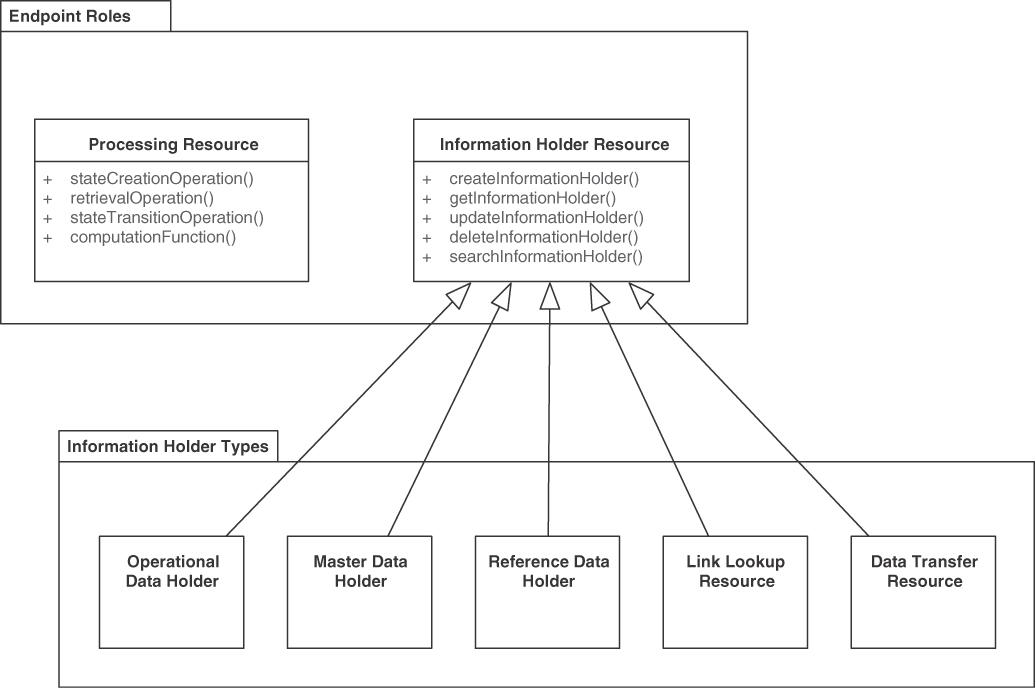 Endpoint Roles
Processing Resource
+ stateCreationOperation()
+ retrievalOperation()
+ stateTransitionOperation()
+ computationFunction()
Information Holder Resource
+ createInformationHolder()
+ getInformationHolder()
+ updateInformationHolder()
+ deleteInformationHolder()
+ searchInformationHolder()
Information Holder Types
Operational
Data Holder
Master Data
Holder
Reference Data
Holder
Link Lookup
Resource
Data Transfer
Resource